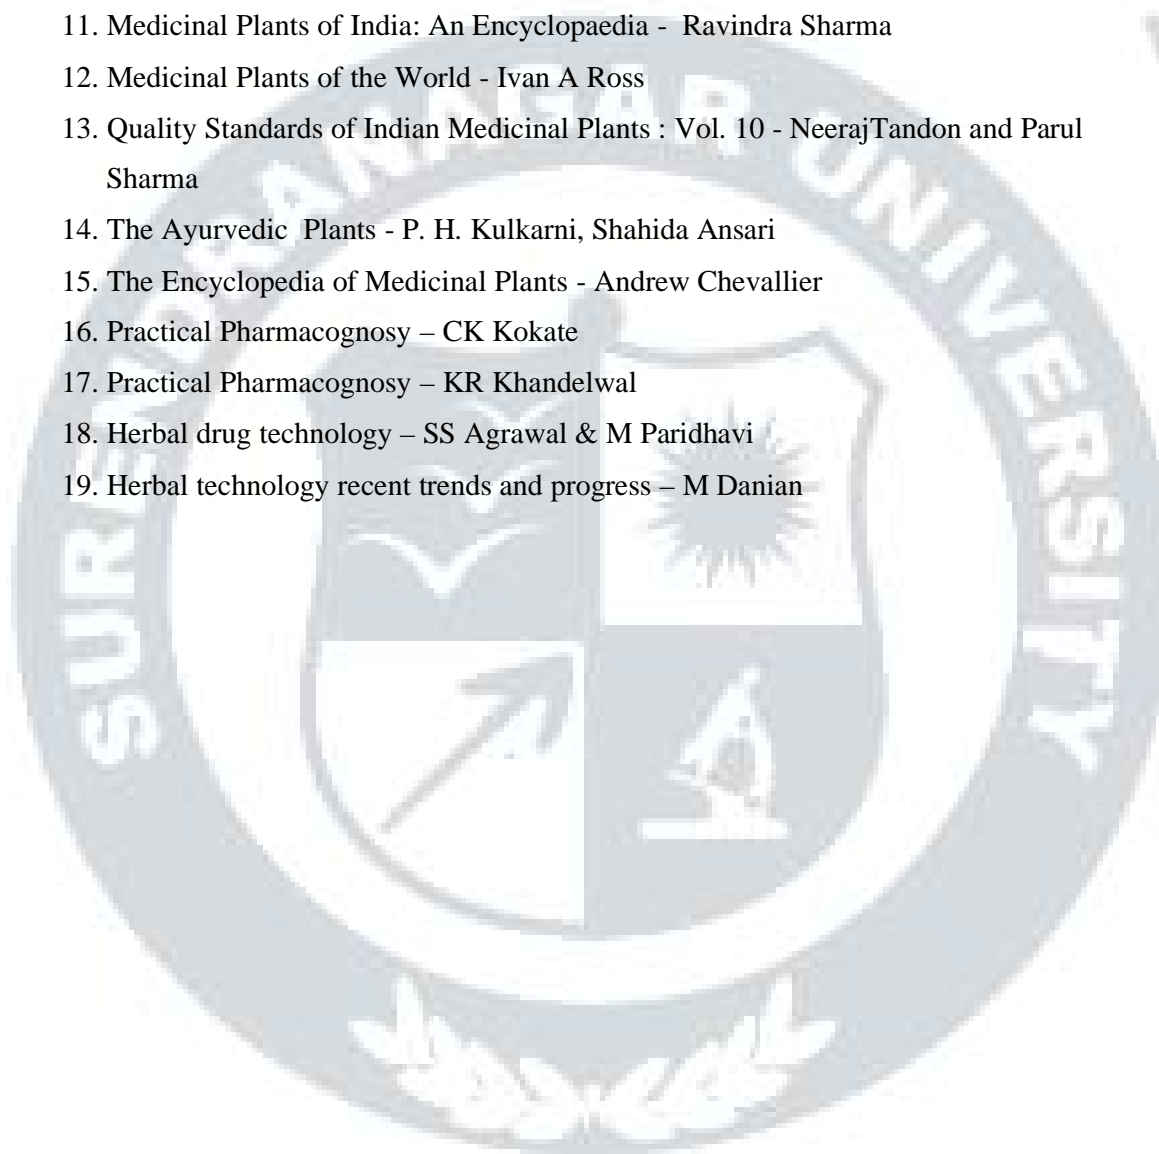 11. Medicinal Plants of India: An Encyclopaedia - Ravindra Sharma
12. Medicinal Plants of the World - Ivan A Ross
13. Quality Standards of Indian Medicinal Plants : Vol. 10 - NeerajTandon and Parul
Sharma
14. The Ayurvedic Plants - P. H. Kulkarni, Shahida Ansari
15. The Encyclopedia of Medicinal Plants - Andrew Chevallier
16. Practical Pharmacognosy – CK Kokate
17. Practical Pharmacognosy – KR Khandelwal
18. Herbal drug technology – SS Agrawal & M Paridhavi
19. Herbal technology recent trends and progress – M Danian
SURENDRANAGAR UNIVERSITY